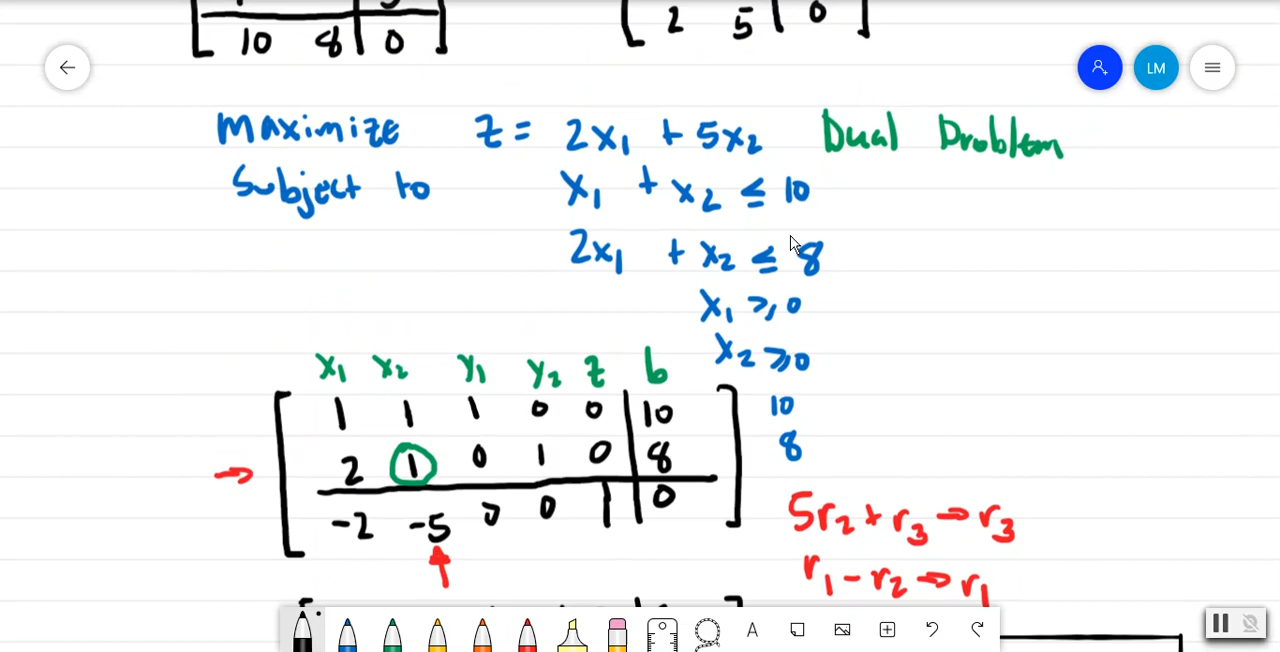 10 8 0
2 5 0
LM
Maximize z = 2x₁ + 5x₂ Dual Problem
Subject to x₁ + x₂ ≤ 10
2x₁ + x₂ ≤ 8
x₁ ≥ 0
x₂ ≥ 0
x₁ x₂ y₁ y₂ z b
1 1 1 0 0 10 10
2 1 0 1 0 8 8
-2 -5 0 0 1 0
5r₂ + r₃ → r₃
r₁ - r₂ → r₁
A